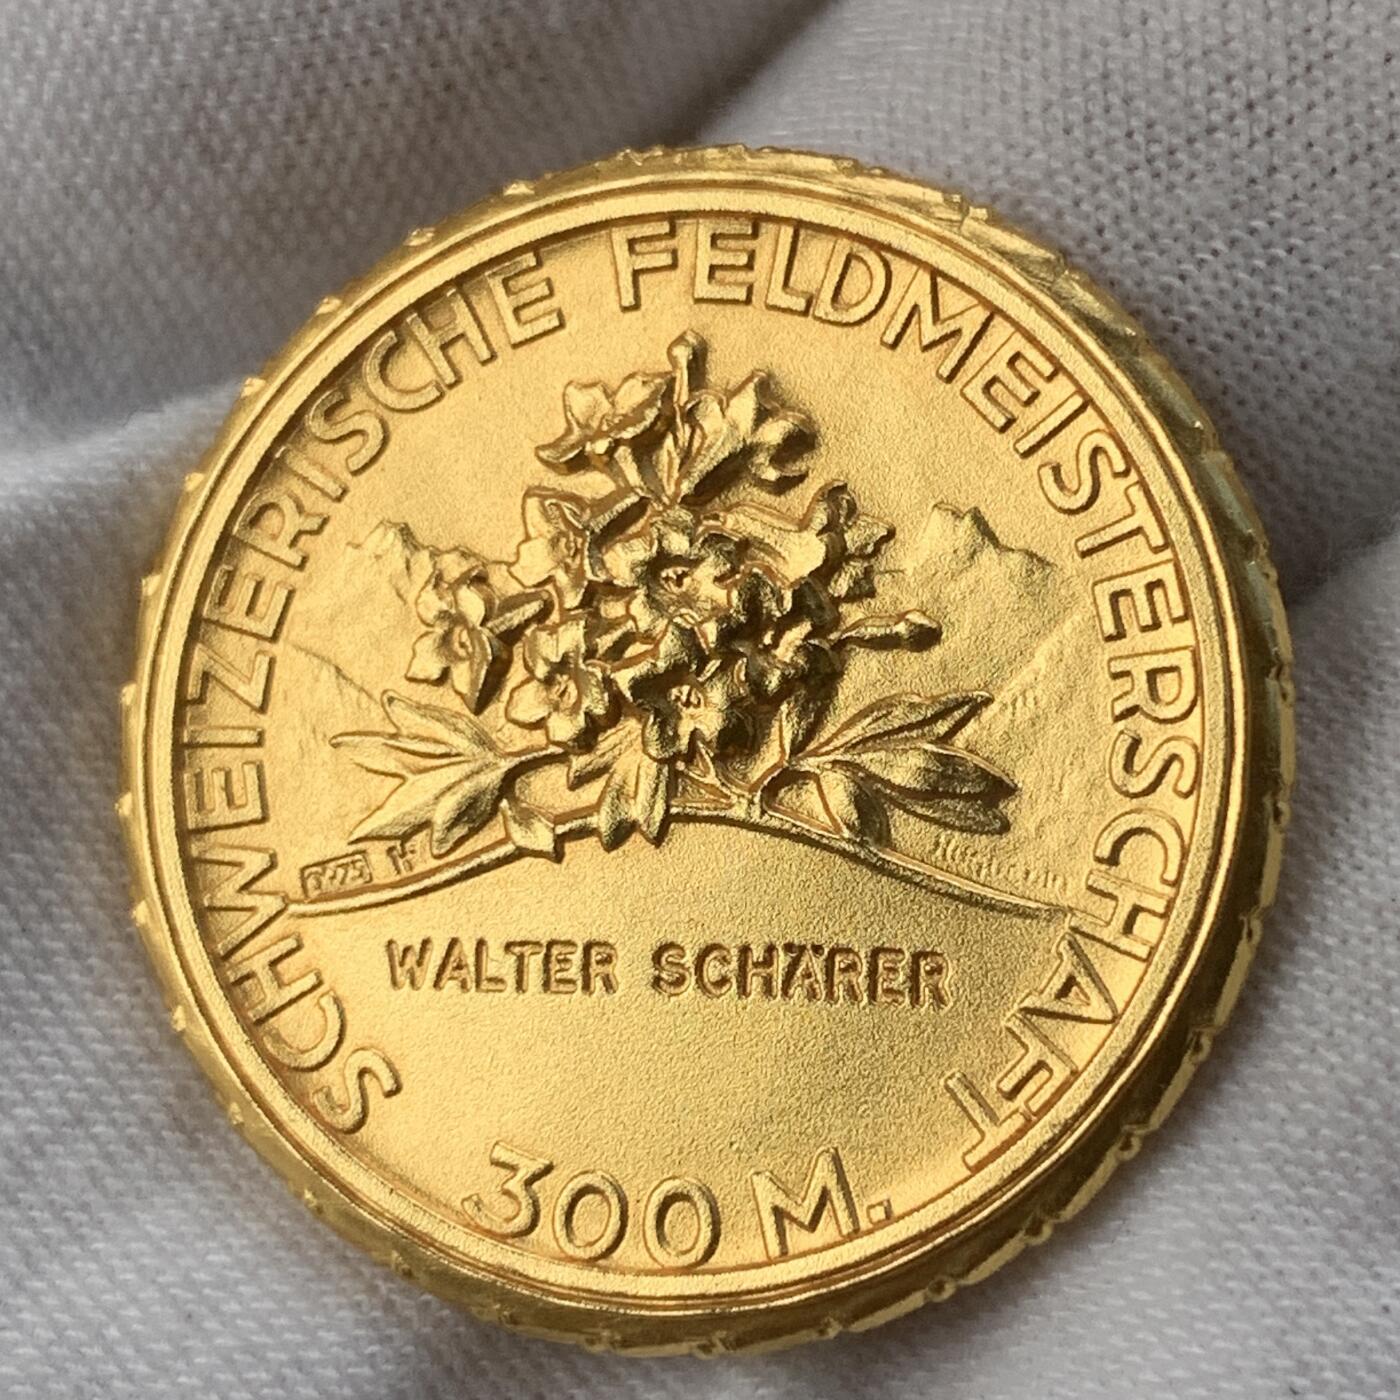 SCHWEIZERISCHE FELDMEISTERSCHAFT
WALTER SCHÄRER
300 M.